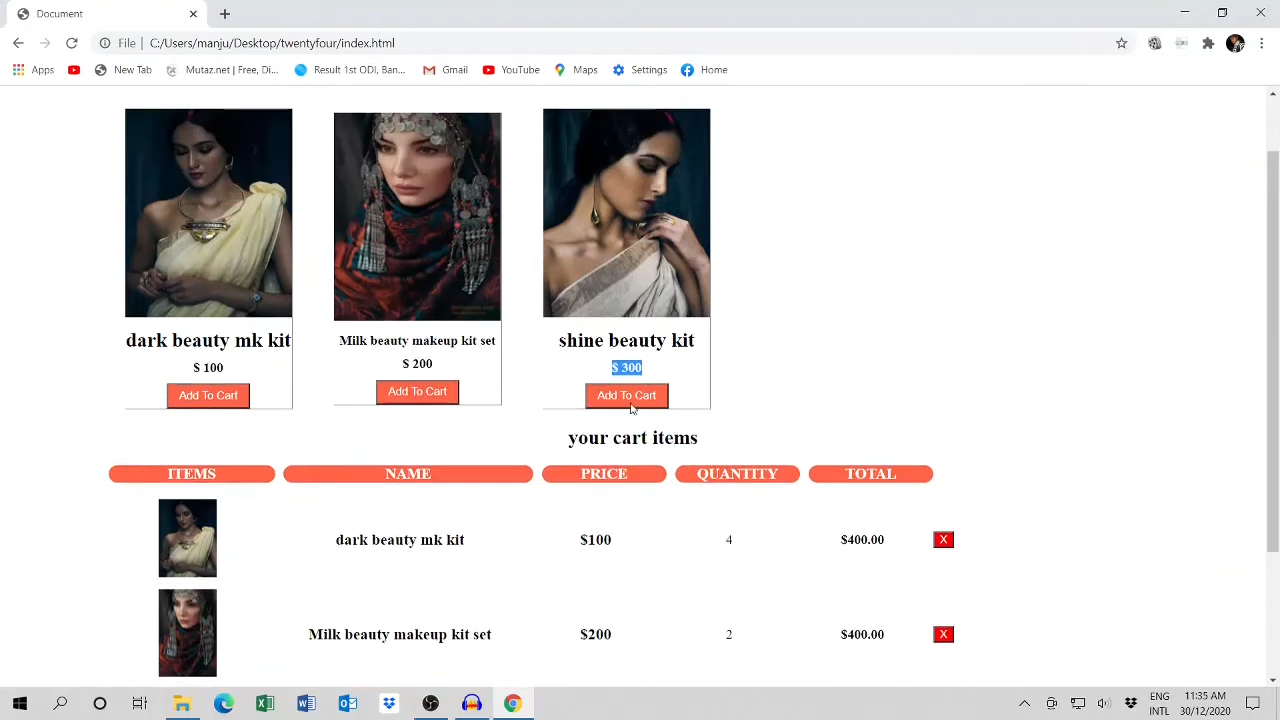 Document
File | C:/Users/manju/Desktop/twentyfour/index.html
Apps New Tab Mutaz.net | Free, Di... Result 1st ODI, Ban... Gmail YouTube Maps Settings Home
dark beauty mk kit
$ 100
Add To Cart
Milk beauty makeup kit set
$ 200
Add To Cart
shine beauty kit
$ 300
Add To Cart
your cart items
ITEMS NAME PRICE QUANTITY TOTAL
dark beauty mk kit $100 4 $400.00 X
Milk beauty makeup kit set $200 2 $400.00 X
ENG 11:35 AM
INTL 30/12/2020